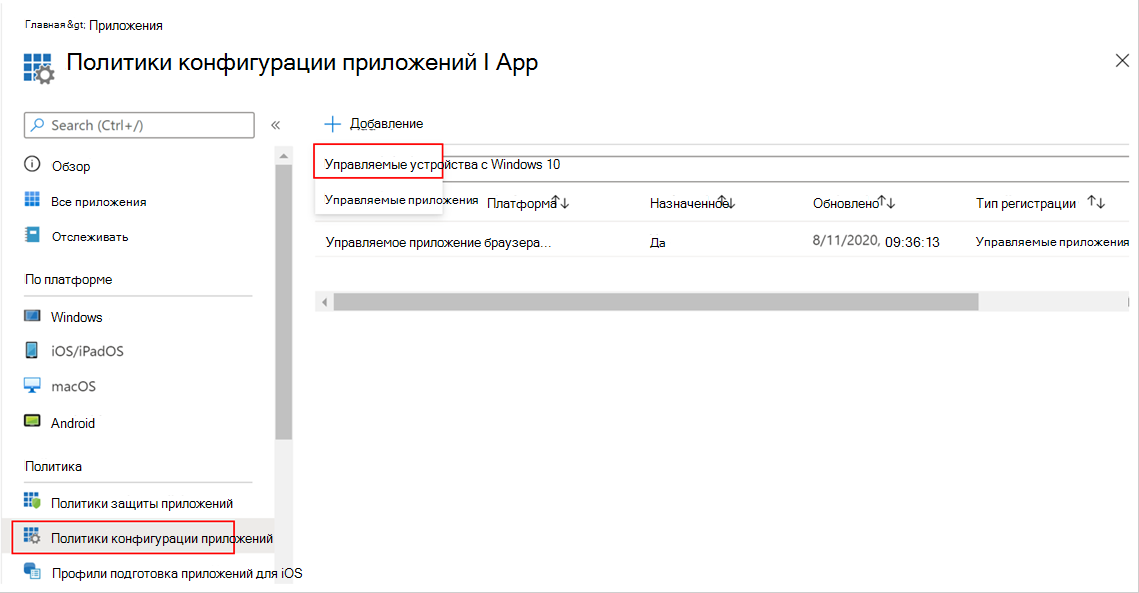 Главная&gt; Приложения
Политики конфигурации приложений | App
Search (Ctrl+/)
«
Добавление
Обзор
Все приложения
Отслеживать
По платформе
Windows
iOS/iPadOS
macOS
Android
Политика
Политики защиты приложений
Политики конфигурации приложений
Профили подготовка приложений для iOS
Управляемые устройства с Windows 10
Управляемые приложения Платформа Назначенное Обновлено Тип регистрации
Управляемое приложение браузера... Да 8/11/2020, 09:36:13 Управляемые приложения